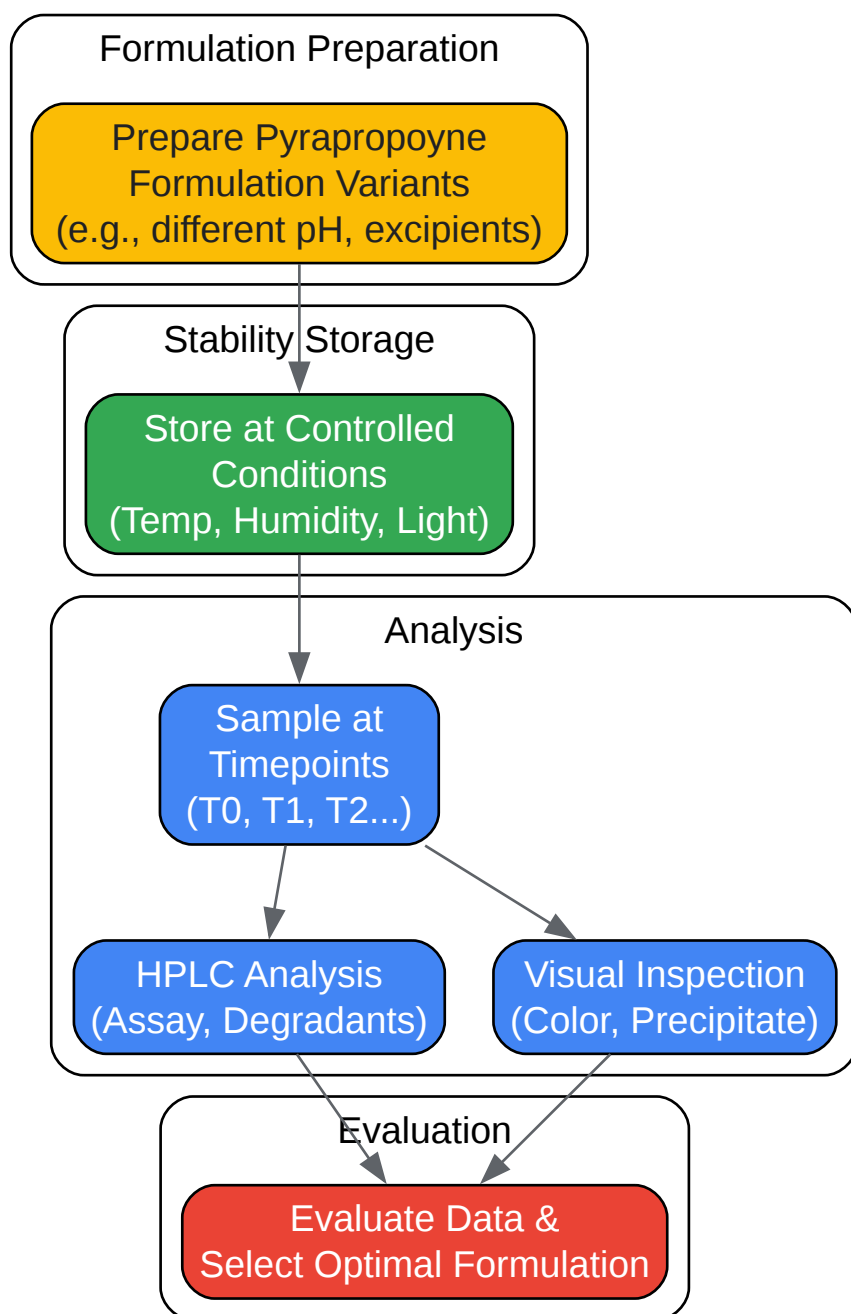 Formulation Preparation
Prepare Pyrapropoyne
Formulation Variants
(e.g., different pH, excipients)
Stability Storage
Store at Controlled
Conditions
(Temp, Humidity, Light)
Analysis
Sample at
Timepoints
(T0, T1, T2...)
HPLC Analysis
(Assay, Degradants)
Visual Inspection
(Color, Precipitate)
Evaluation
Evaluate Data &
Select Optimal Formulation